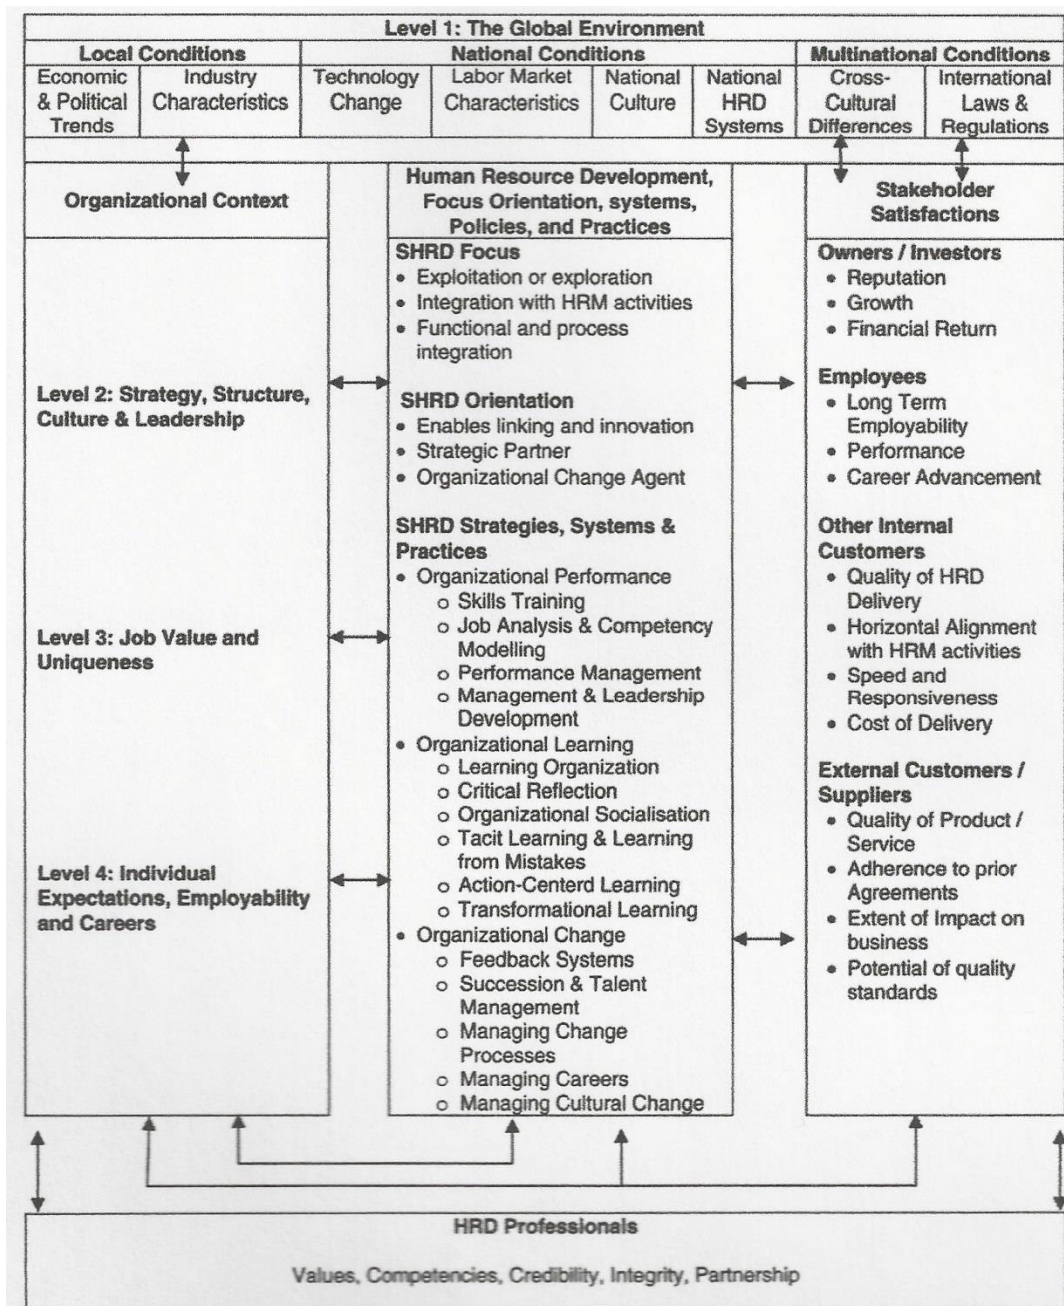 Level 1: The Global Environment
Local Conditions
National Conditions
Multinational Conditions
Economic
& Political
Trends
Industry
Characteristics
Technology
Change
Labor Market
Characteristics
National
Culture
National
HRD
Systems
Cross-
Cultural
Differences
International
Laws &
Regulations
Organizational Context
Level 2: Strategy, Structure,
Culture & Leadership
Level 3: Job Value and
Uniqueness
Level 4: Individual
Expectations, Employability
and Careers
Human Resource Development,
Focus Orientation, systems,
Policies, and Practices
SHRD Focus
• Exploitation or exploration
• Integration with HRM activities
• Functional and process
integration
SHRD Orientation
• Enables linking and innovation
• Strategic Partner
• Organizational Change Agent
SHRD Strategies, Systems &
Practices
• Organizational Performance
o Skills Training
o Job Analysis & Competency
Modelling
o Performance Management
o Management & Leadership
Development
• Organizational Learning
o Learning Organization
o Critical Reflection
o Organizational Socialisation
o Tacit Learning & Learning
from Mistakes
o Action-Centerd Learning
o Transformational Learning
• Organizational Change
o Feedback Systems
o Succession & Talent
Management
o Managing Change
Processes
o Managing Careers
o Managing Cultural Change
Stakeholder
Satisfactions
Owners / Investors
• Reputation
• Growth
• Financial Return
Employees
• Long Term
Employability
• Performance
• Career Advancement
Other Internal
Customers
• Quality of HRD
Delivery
• Horizontal Alignment
with HRM activities
• Speed and
Responsiveness
• Cost of Delivery
External Customers /
Suppliers
• Quality of Product /
Service
• Adherence to prior
Agreements
• Extent of Impact on
business
• Potential of quality
standards
HRD Professionals
Values, Competencies, Credibility, Integrity, Partnership